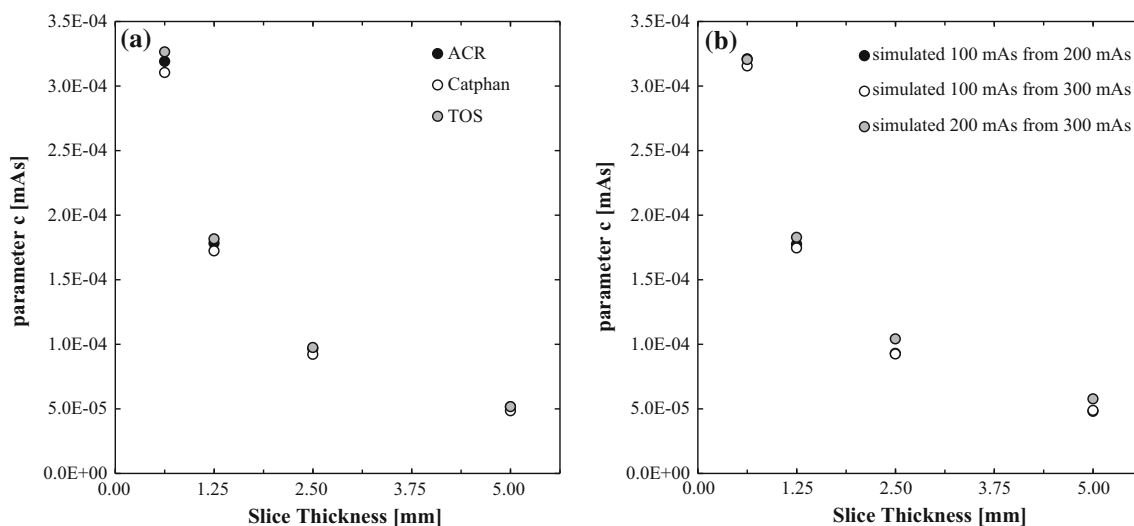 (a)
ACR
Catphan
TOS
3.5E-04
3.0E-04
2.5E-04
2.0E-04
1.5E-04
1.0E-04
5.0E-05
0.0E+00
parameter c [mAs]
0.00 1.25 2.50 3.75 5.00
Slice Thickness [mm]
(b)
simulated 100 mAs from 200 mAs
simulated 100 mAs from 300 mAs
simulated 200 mAs from 300 mAs
3.5E-04
3.0E-04
2.5E-04
2.0E-04
1.5E-04
1.0E-04
5.0E-05
0.0E+00
parameter c [mAs]
0.00 1.25 2.50 3.75 5.00
Slice Thickness [mm]